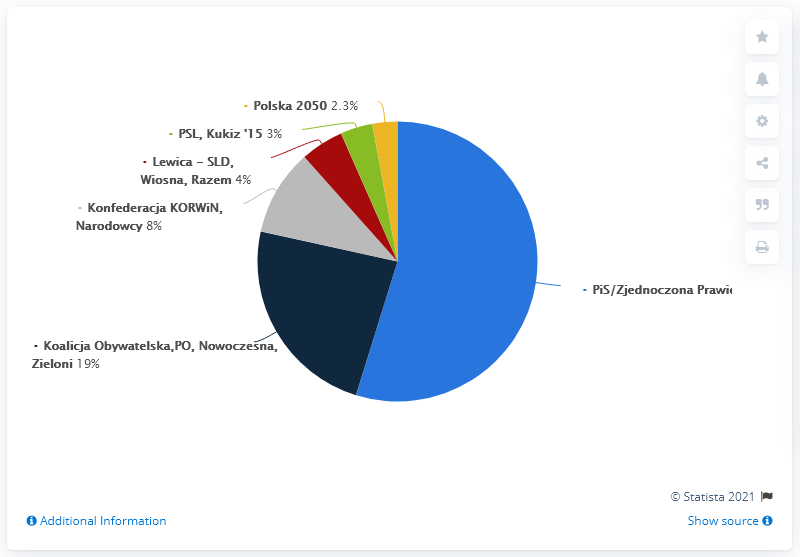 Polska 2050 2.3%
PSL, Kukiz '15 3%
Lewica – SLD,
Wiosna, Razem 4%
Konfederacja KORWiN,
Narodowcy 8%
PiS/Zjednoczona
Koalicja Obywatelska,PO, Nowoczesna,
Zieloni 19%
© Statista 2021
Additional Information
Show source